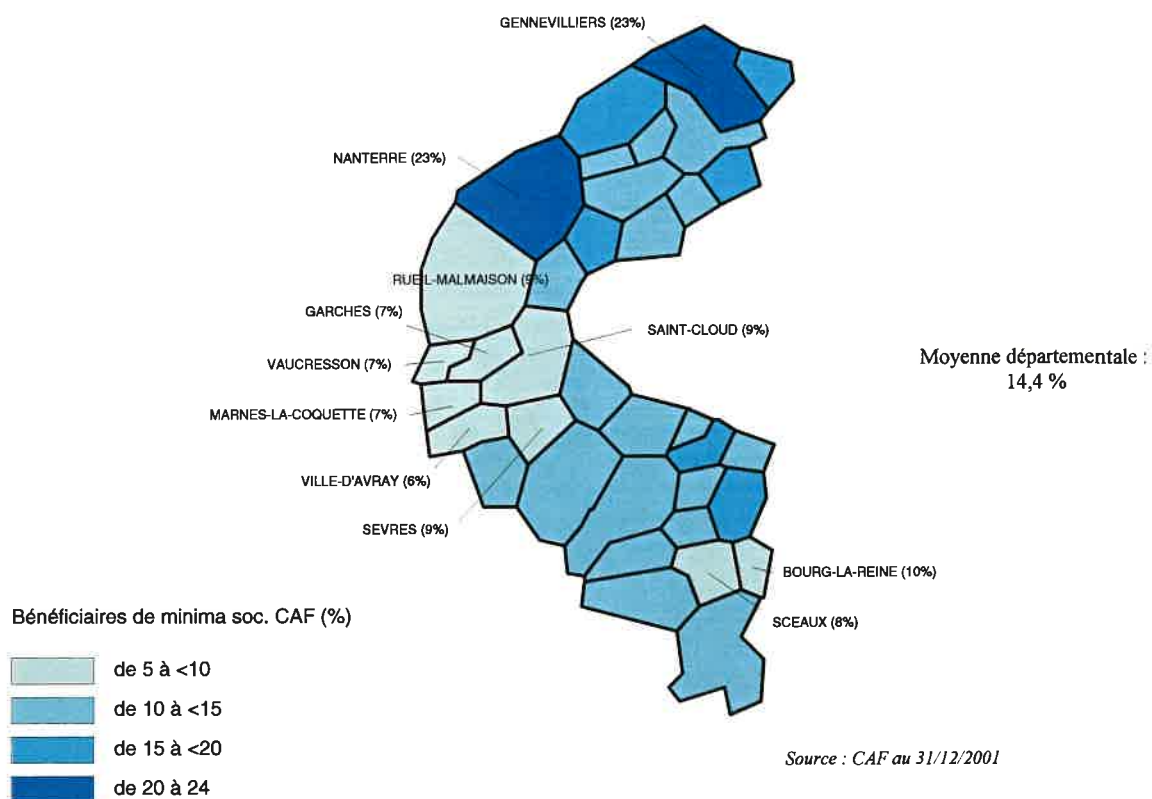 GENNEVILLIERS (23%)
NANTERRE (23%)
RUEIL-MALMAISON (9%)
GARCHES (7%)
SAINT-CLOUD (9%)
VAUCRESSON (7%)
Moyenne départementale :
14,4 %
MARNES-LA-COQUETTE (7%)
VILLE-D'AVRAY (6%)
SEVRES (9%)
BOURG-LA-REINE (10%)
SCEAUX (8%)
Bénéficiaires de minima soc. CAF (%)
de 5 à <10
de 10 à <15
de 15 à <20
de 20 à 24
Source : CAF au 31/12/2001